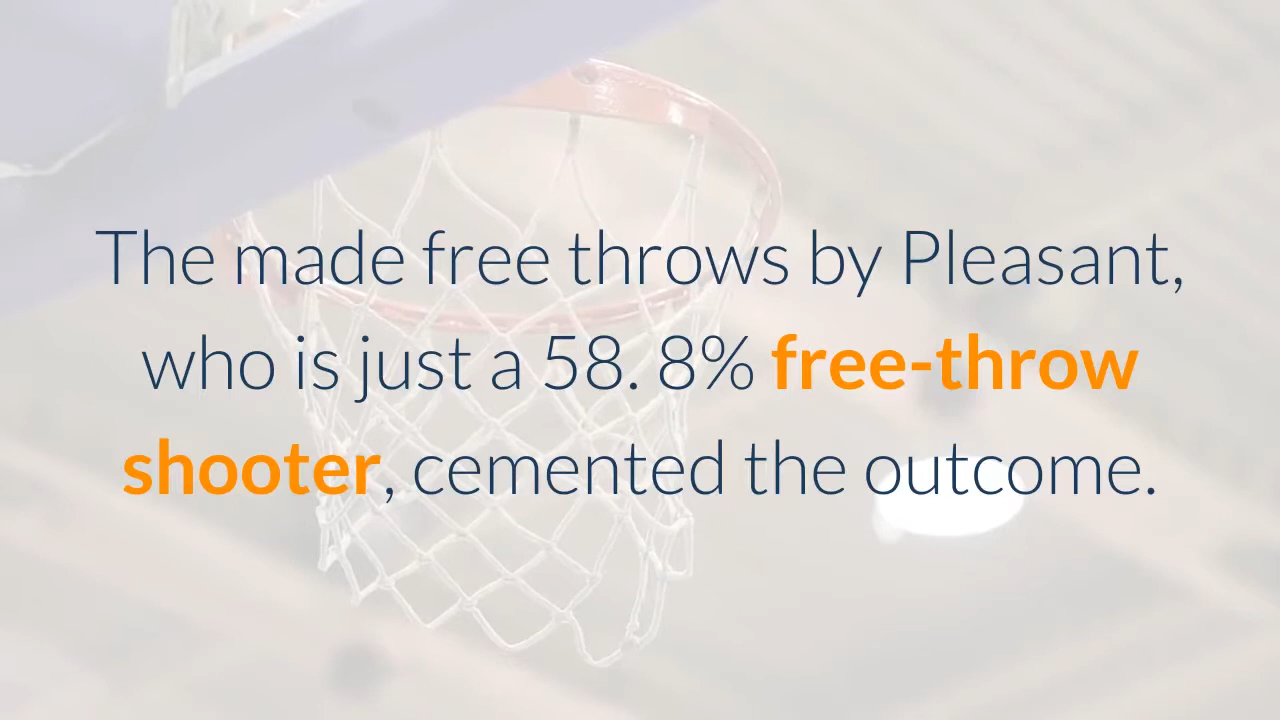 The made free throws by Pleasant,
who is just a 58. 8% free-throw
shooter, cemented the outcome.